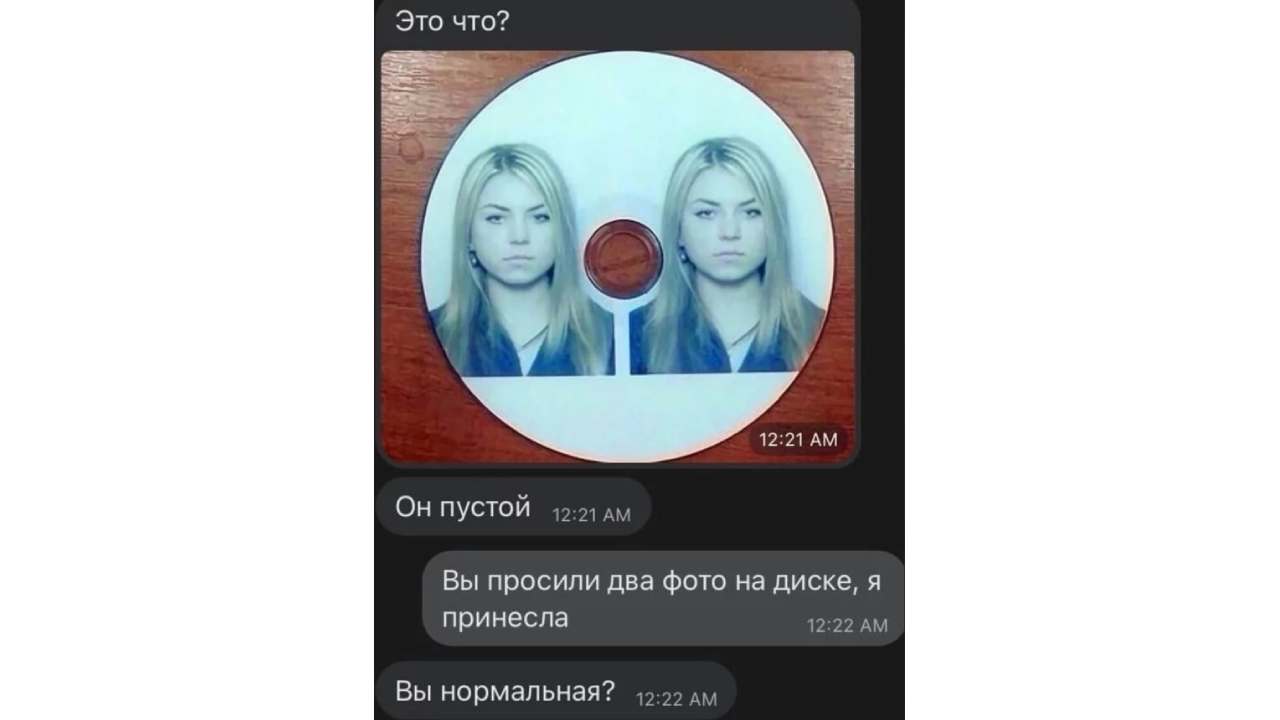 Это что?
12:21 AM
Он пустой 12:21 AM
Вы просили два фото на диске, я
принесла 12:22 AM
Вы нормальная? 12:22 AM